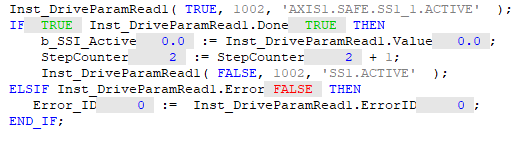 Inst_DriveParamRead1( TRUE, 1002, 'AXIS1.SAFE.SS1_1.ACTIVE' );
IF TRUE Inst_DriveParamRead1.Done TRUE THEN
b_SSI_Active 0.0 := Inst_DriveParamRead1.Value 0.0 ;
StepCounter 2 := StepCounter 2 + 1;
Inst_DriveParamRead1( FALSE, 1002, 'SS1.ACTIVE' );
ELSIF Inst_DriveParamRead1.Error FALSE THEN
Error_ID 0 := Inst_DriveParamRead1.ErrorID 0 ;
END_IF;